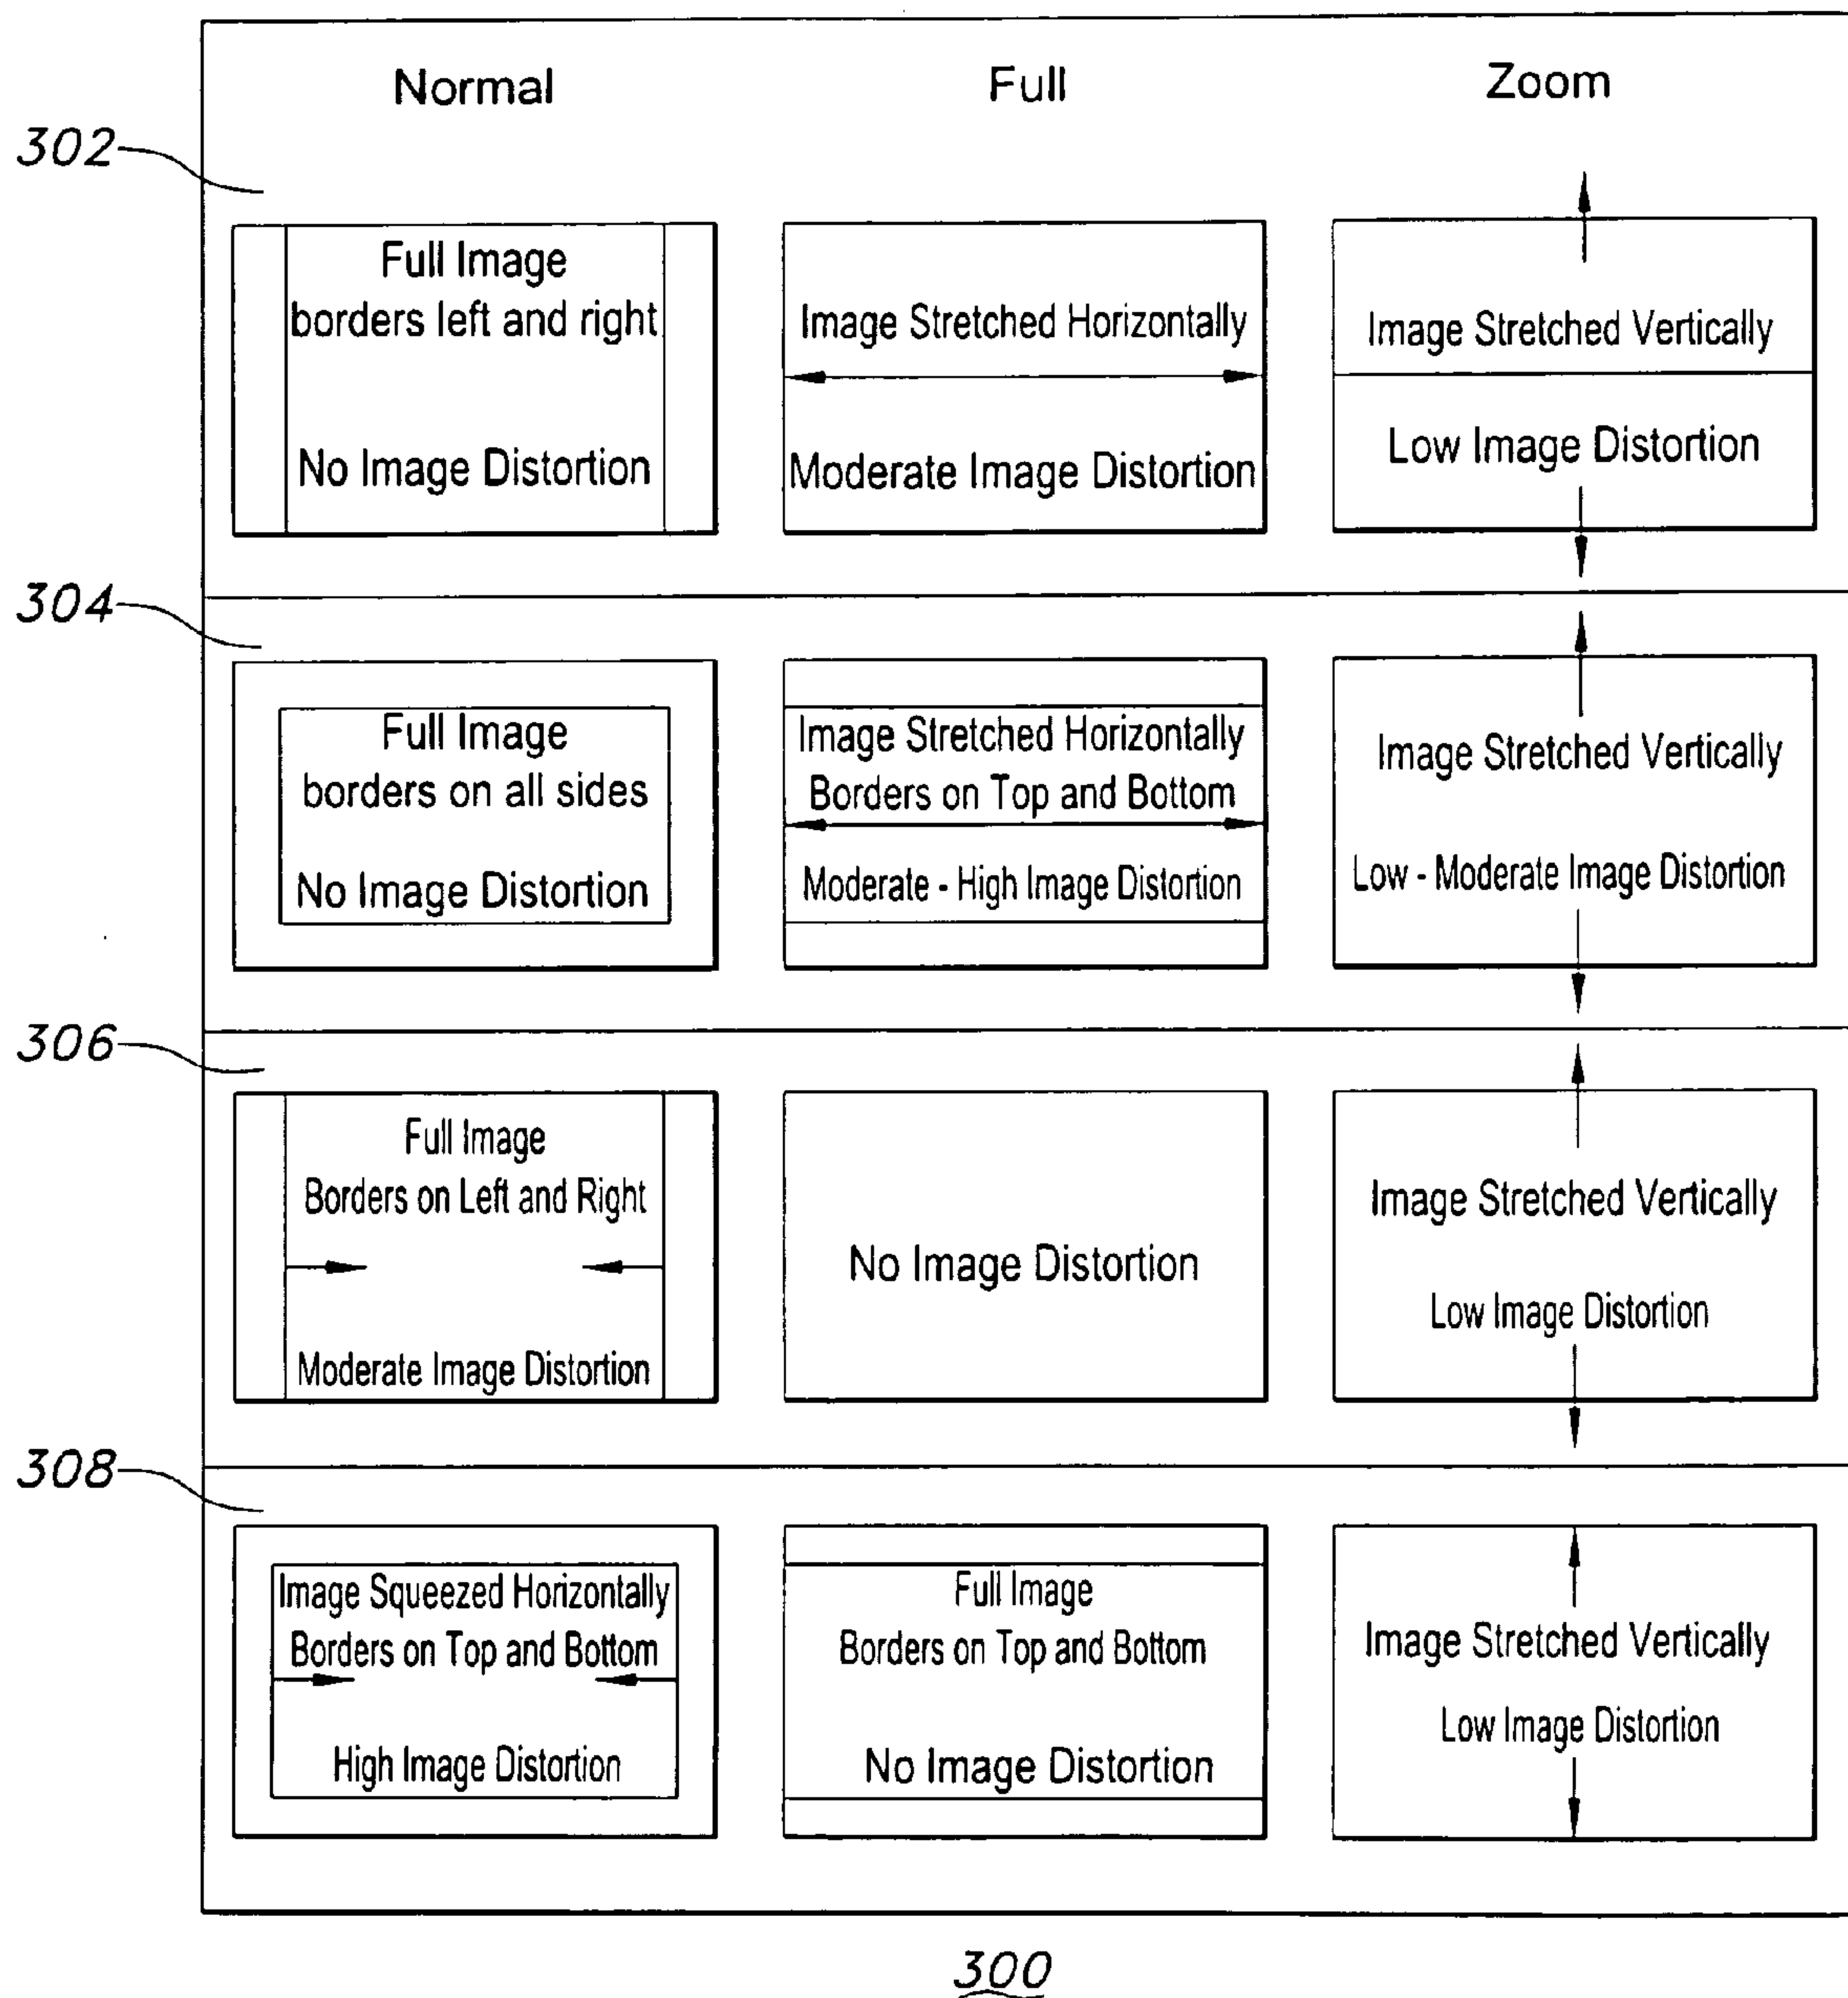 Normal
Full
Zoom
302
Full Image
borders left and right
No Image Distortion
Image Stretched Horizontally
Moderate Image Distortion
Image Stretched Vertically
Low Image Distortion
304
Full Image
borders on all sides
No Image Distortion
Image Stretched Horizontally
Borders on Top and Bottom
Moderate - High Image Distortion
Image Stretched Vertically
Low - Moderate Image Distortion
306
Full Image
Borders on Left and Right
Moderate Image Distortion
No Image Distortion
Image Stretched Vertically
Low Image Distortion
308
Image Squeezed Horizontally
Borders on Top and Bottom
High Image Distortion
Full Image
Borders on Top and Bottom
No Image Distortion
Image Stretched Vertically
Low Image Distortion
300